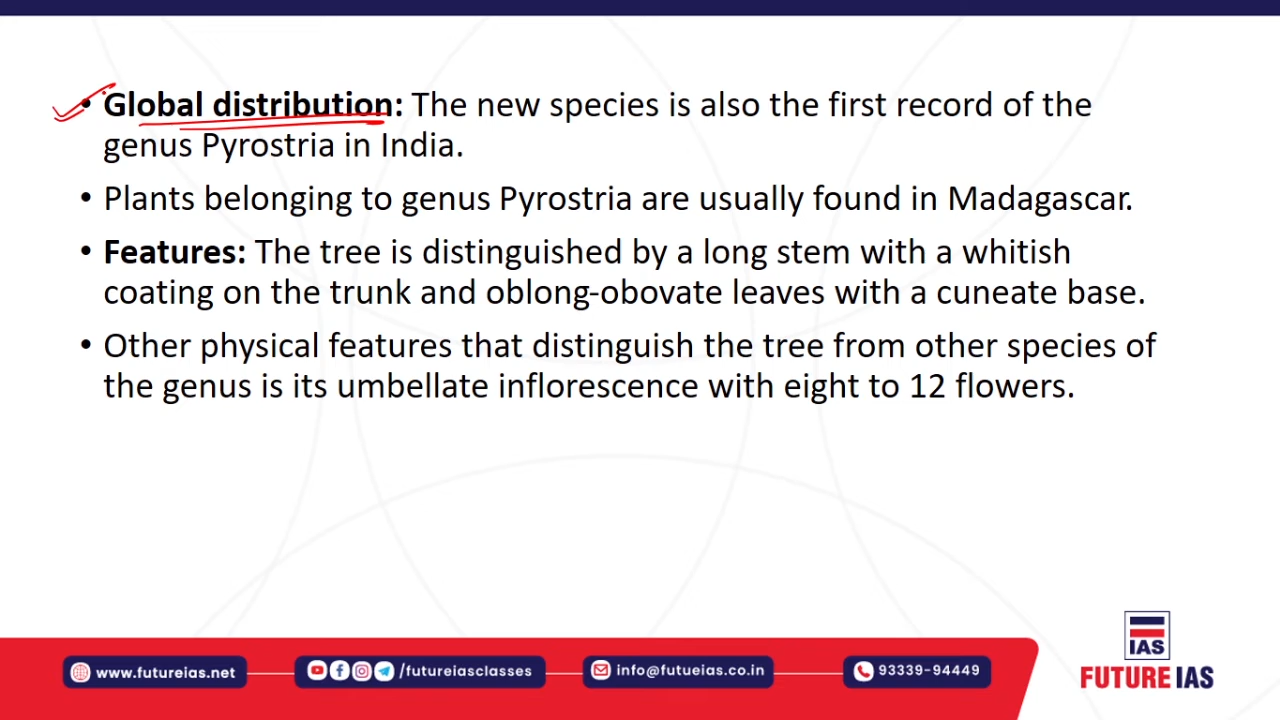 • Global distribution: The new species is also the first record of the
genus Pyrostria in India.
• Plants belonging to genus Pyrostria are usually found in Madagascar.
• Features: The tree is distinguished by a long stem with a whitish
coating on the trunk and oblong-obovate leaves with a cuneate base.
• Other physical features that distinguish the tree from other species of
the genus is its umbellate inflorescence with eight to 12 flowers.
IAS
FUTURE IAS
www.futureias.net
/futureiasclasses
info@futueias.co.in
93339-94449